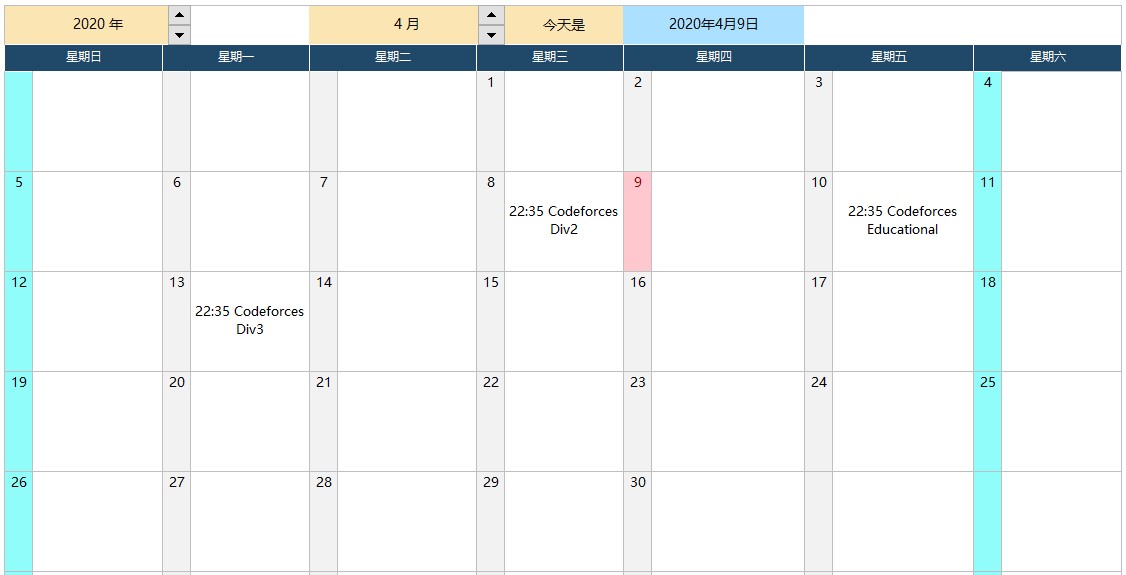 2020 年 4 月 今天是 2020年4月9日
星期日 星期一 星期二 星期三 星期四 星期五 星期六
1 2 3 4
5 6 7 8 9 10 11
22:35 Codeforces 22:35 Codeforces
Div2 Educational
12 13 14 15 16 17 18
22:35 Codeforces
Div3
19 20 21 22 23 24 25
26 27 28 29 30